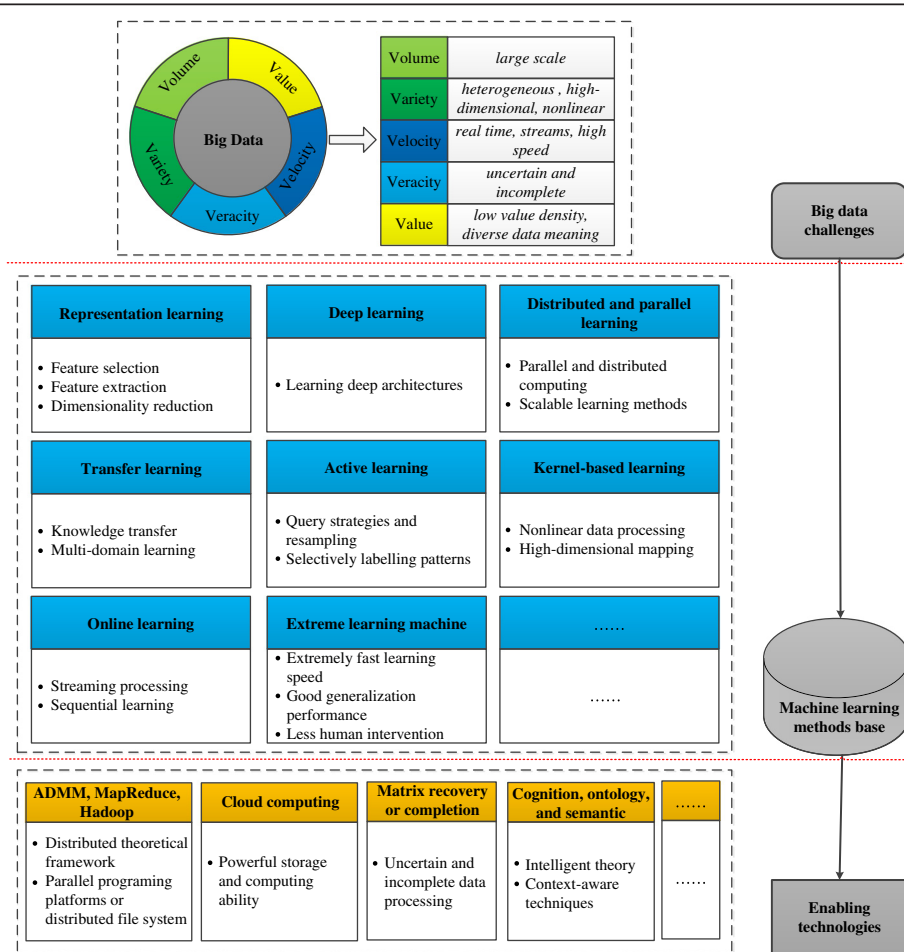 Volume
Value
Variety
Big Data
Velocity
Veracity
Volume
large scale
Variety
heterogeneous , high-
dimensional, nonlinear
Velocity
real time, streams, high
speed
Veracity
uncertain and
incomplete
Value
low value density,
diverse data meaning
Big data
challenges
Representation learning
• Feature selection
• Feature extraction
• Dimensionality reduction
Deep learning
• Learning deep architectures
Distributed and parallel
learning
• Parallel and distributed
computing
• Scalable learning methods
Transfer learning
• Knowledge transfer
• Multi-domain learning
Active learning
• Query strategies and
resampling
• Selectively labelling patterns
Kernel-based learning
• Nonlinear data processing
• High-dimensional mapping
Online learning
• Streaming processing
• Sequential learning
Extreme learning machine
• Extremely fast learning
speed
• Good generalization
performance
• Less human intervention
……
……
Machine learning
methods base
ADMM, MapReduce,
Hadoop
• Distributed theoretical
framework
• Parallel programing
platforms or
distributed file system
Cloud computing
• Powerful storage
and computing
ability
Matrix recovery
or completion
• Uncertain and
incomplete data
processing
Cognition, ontology,
and semantic
• Intelligent theory
• Context-aware
techniques
……
……
Enabling
technologies